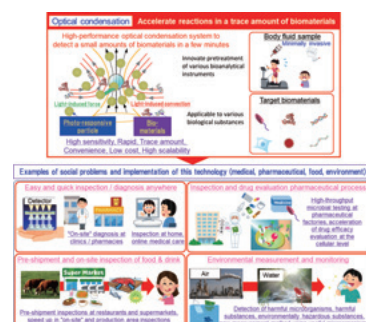 Optical condensation Accelerate reactions in a trace amount of biomaterials
High-performance optical condensation system to
detect a small amounts of biomaterials in a few minutes
Body fluid sample
Minimally invasive
Innovate pretreatment
of various bioanalytical
instruments
Light induced force
Light induced convection
Target biomaterials
Photo-responsive
particle
Bio-
materials
Applicable to various
biological substances
High sensitivity, Rapid, Trace amount,
Convenience, Low cost, High scalability
Examples of social problems and implementation of this technology (medical, pharmaceutical, food, environment)
Easy and quick inspection / diagnosis anywhere
Detector
"On-site" diagnosis at
clinics / pharmacies
Inspection at home,
online medical care
Inspection and drug evaluation pharmaceutical process
High-throughput
microbial testing at
pharmaceutical
factories, acceleration
of drug efficacy
evaluation at the
cellular level
Pre-shipment and on-site inspection of food & drink
Super Market
Pre-shipment inspections at restaurants and supermarkets,
speed up in "on-site" and production area inspections
Environmental measurement and monitoring
Air
Water
Detection of harmful microorganisms, harmful
substances, environmentally hazardous substances,